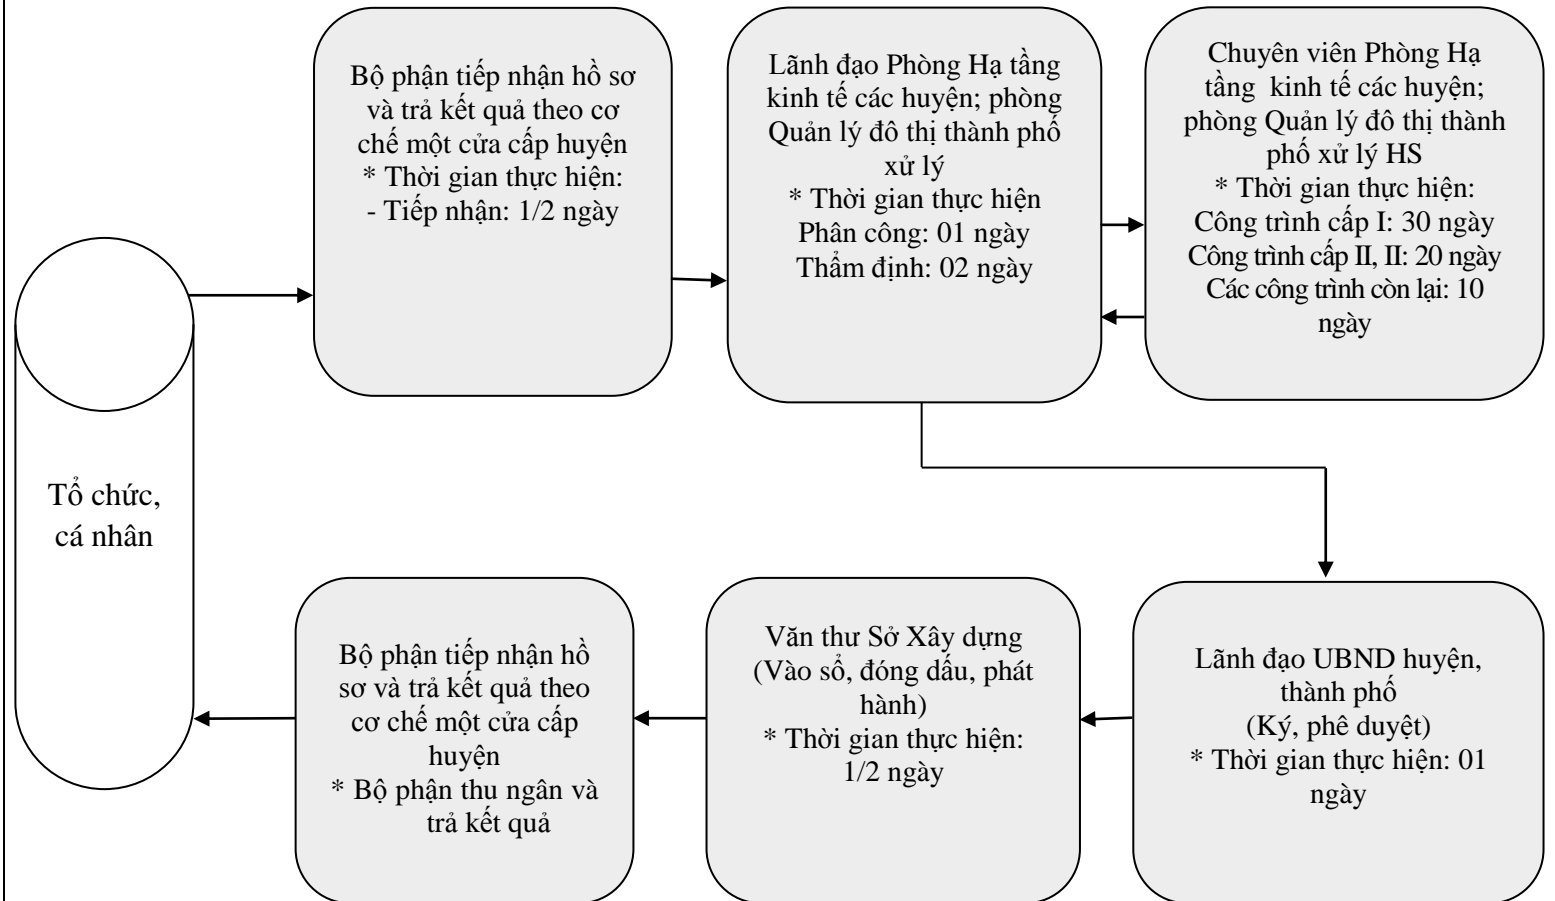 Bộ phận tiếp nhận hồ sơ
và trả kết quả theo cơ
chế một cửa cấp huyện
* Thời gian thực hiện:
- Tiếp nhận: 1/2 ngày
Lãnh đạo Phòng Hạ tầng
kinh tế các huyện; phòng
Quản lý đô thị thành phố
xử lý
* Thời gian thực hiện
Phân công: 01 ngày
Thẩm định: 02 ngày
Chuyên viên Phòng Hạ
tầng kinh tế các huyện;
phòng Quản lý đô thị thành
phố xử lý HS
* Thời gian thực hiện:
Công trình cấp I: 30 ngày
Công trình cấp II, II: 20 ngày
Các công trình còn lại: 10
ngày
Tổ chức,
cá nhân
Bộ phận tiếp nhận hồ
sơ và trả kết quả theo
cơ chế một cửa cấp
huyện
* Bộ phận thu ngân và
trả kết quả
Văn thư Sở Xây dựng
(Vào sổ, đóng dấu, phát
hành)
* Thời gian thực hiện:
1/2 ngày
Lãnh đạo UBND huyện,
thành phố
(Ký, phê duyệt)
* Thời gian thực hiện: 01
ngày